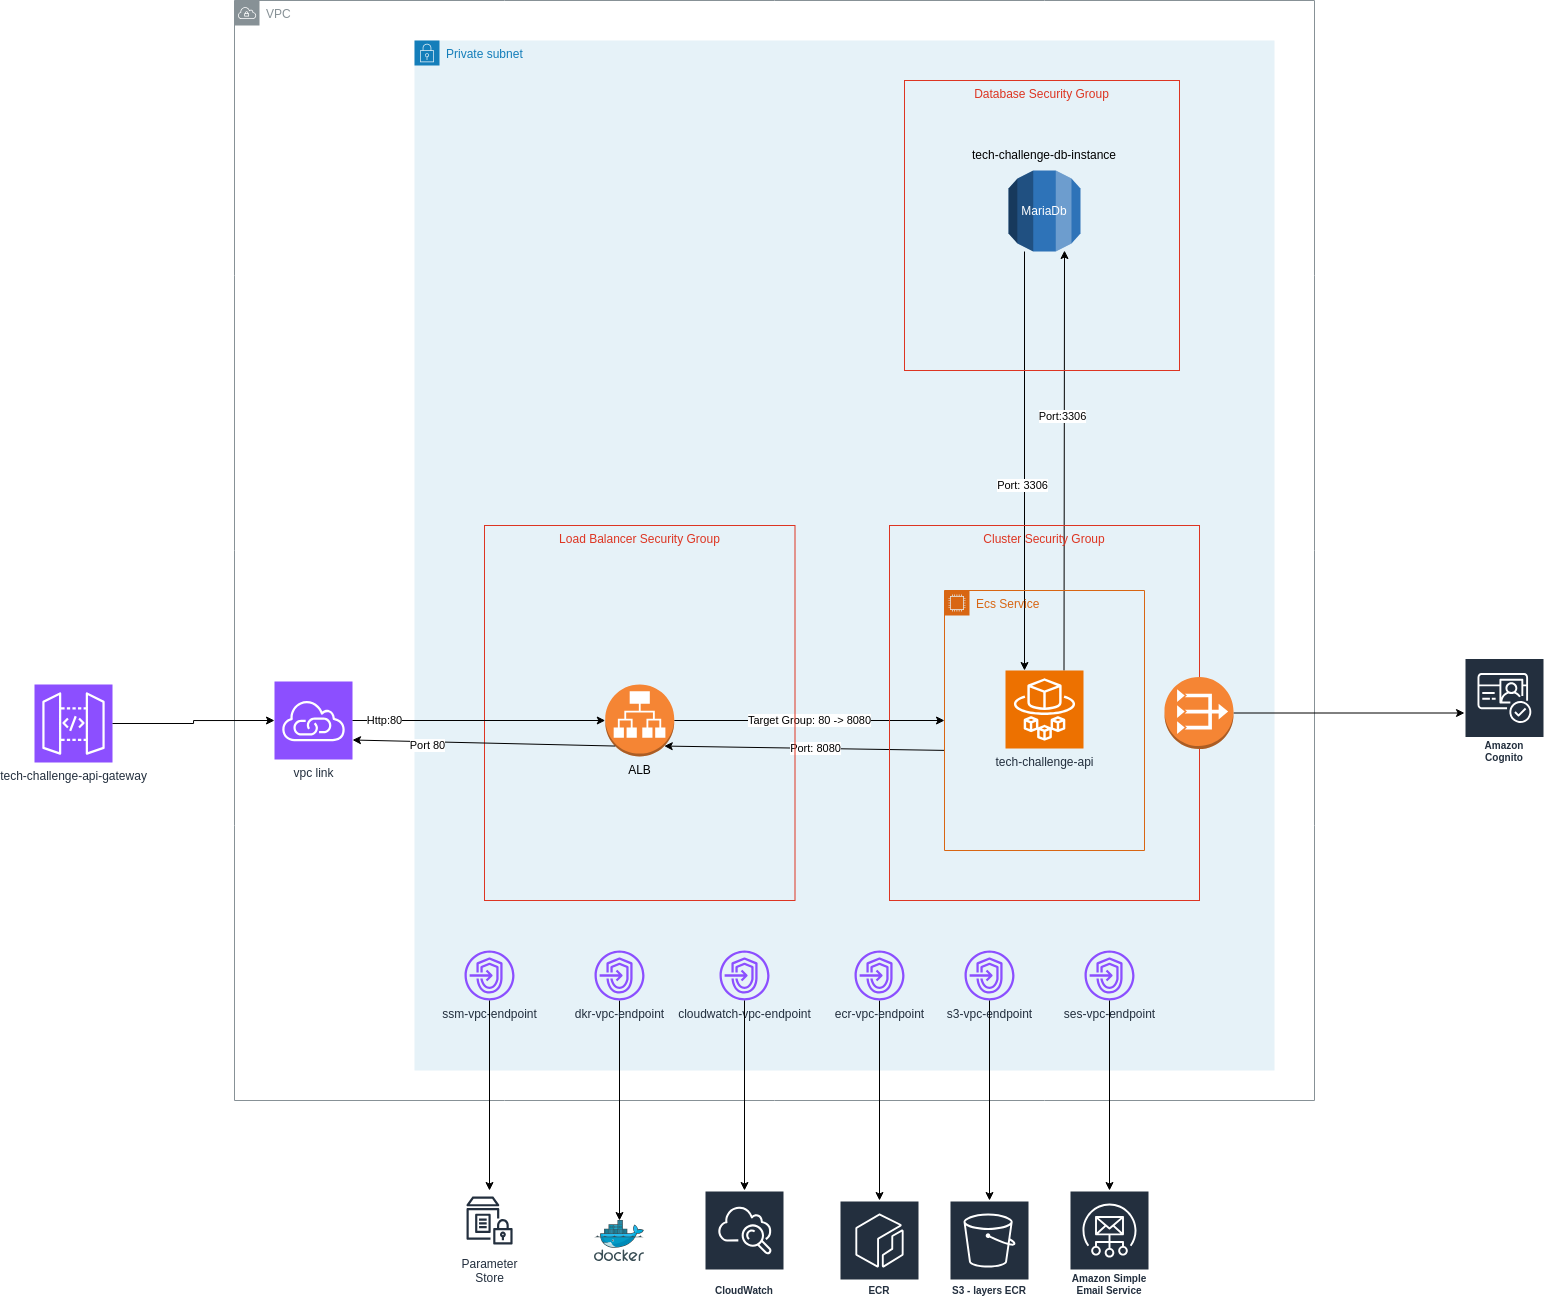 VPC
Private subnet
Database Security Group
tech-challenge-db-instance
MariaDb
Port:3306
Port: 3306
Load Balancer Security Group
Cluster Security Group
Ecs Service
Http:80
Target Group: 80 -> 8080
Port 80
Port: 8080
tech-challenge-api-gateway
vpc link
ALB
tech-challenge-api
Amazon
Cognito
ssm-vpc-endpoint
dkr-vpc-endpoint
cloudwatch-vpc-endpoint
ecr-vpc-endpoint
s3-vpc-endpoint
ses-vpc-endpoint
Parameter
Store
docker
CloudWatch
ECR
S3 - layers ECR
Amazon Simple
Email Service